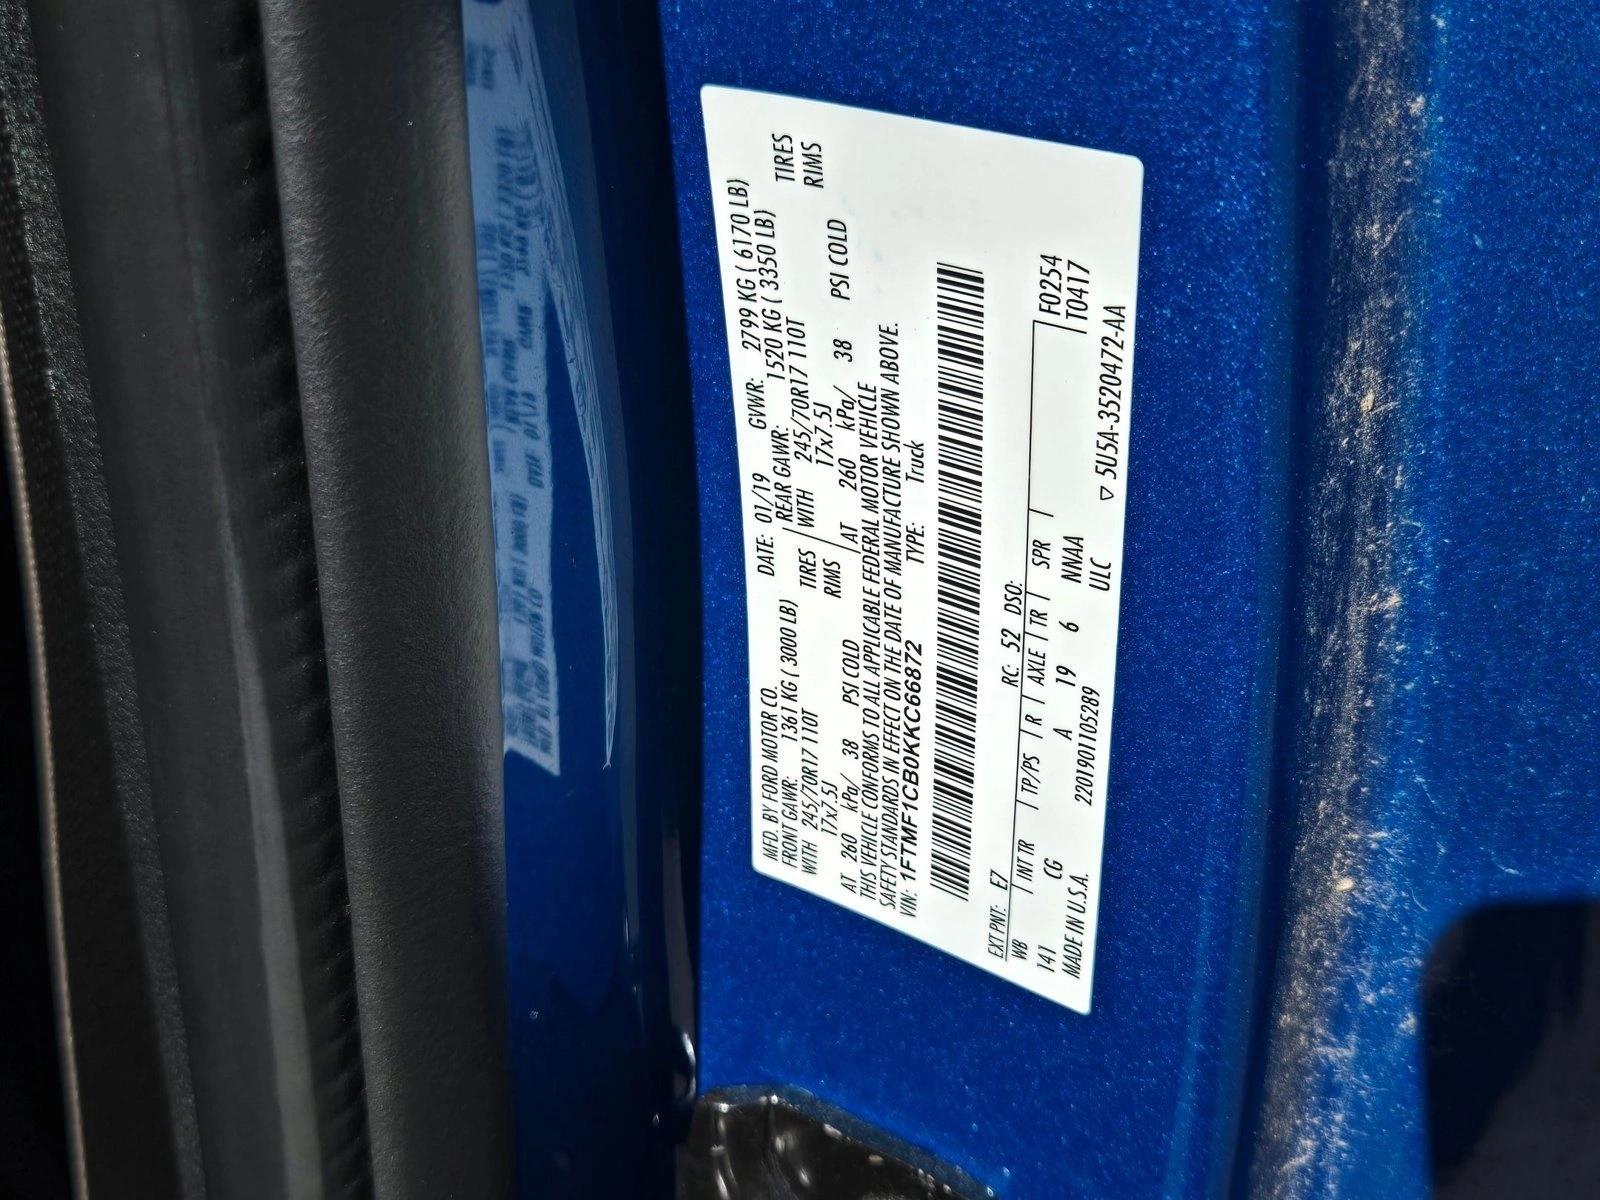 MFD. BY FORD MOTOR CO. DATE: 01/19 GVWR: 2799 KG ( 6170 LB)
FRONT GAWR: 1361 KG ( 3000 LB) REAR GAWR: 1520 KG ( 3350 LB)
WITH 245/70R17 110T TIRES WITH 245/70R17 110T TIRES
17x7.5J RIMS 17x7.5J RIMS
AT 260 kPa/ 38 PSI COLD AT 260 kPa/ 38 PSI COLD
THIS VEHICLE CONFORMS TO ALL APPLICABLE FEDERAL MOTOR VEHICLE
SAFETY STANDARDS IN EFFECT ON THE DATE OF MANUFACTURE SHOWN ABOVE.
VIN: 1FTMF1CB0KKC66872 TYPE: Truck
EXT PNT: E7 RC: 52 DSO:
WB INT TR TP/PS R AXLE TR SPR F0254
141 CG A 19 6 NNAA T0417
MADE IN U.S.A. 2201901105289 ULC
▽ 5U5A-3520472-AA